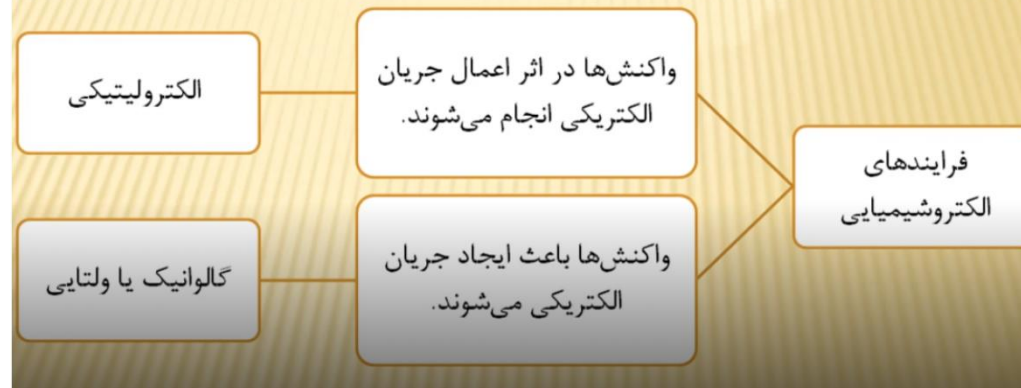 فرایندهای
الکتروشیمیایی
واکنش‌ها در اثر اعمال جریان
الکتریکی انجام می‌شوند.
الکترولیتیکی
واکنش‌ها باعث ایجاد جریان
الکتریکی می‌شوند.
گالوانیک یا ولتایی